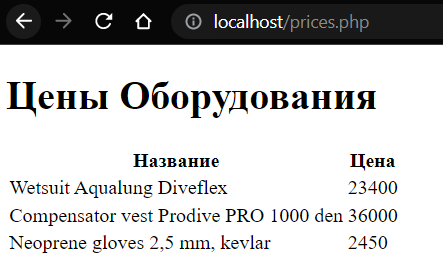 localhost/prices.php
Цены Оборудования
Название Цена
Wetsuit Aqualung Diveflex 23400
Compensator vest Prodive PRO 1000 den 36000
Neoprene gloves 2,5 mm, kevlar 2450